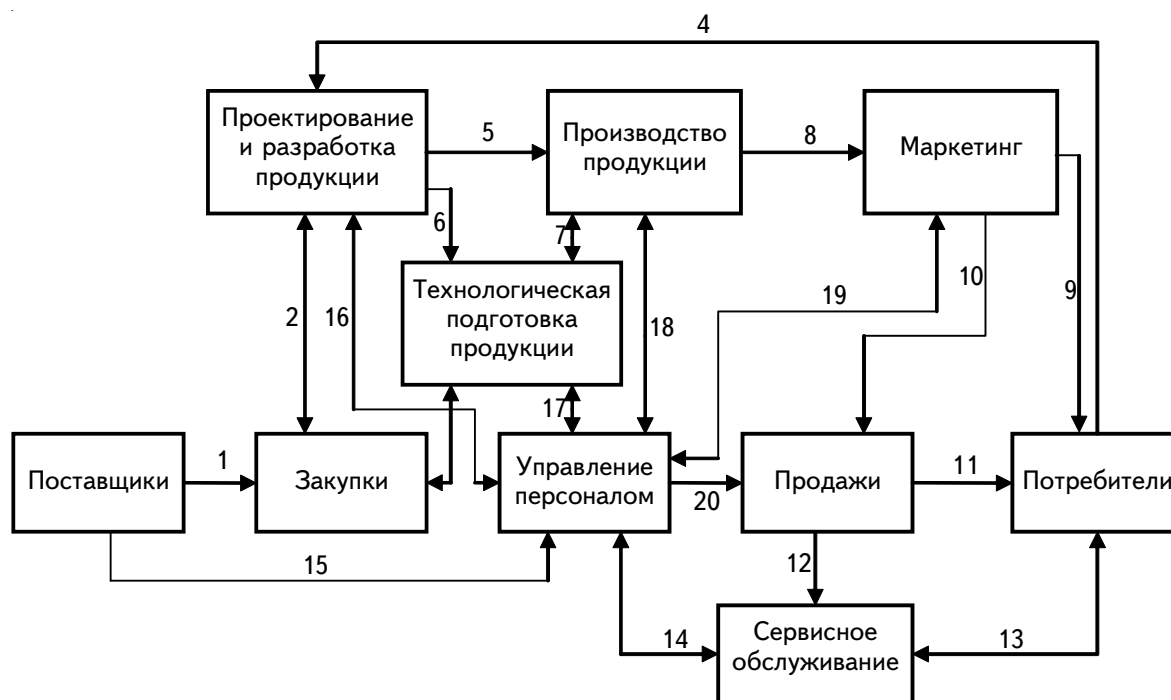 4
Проектирование
и разработка
продукции
5
Производство
продукции
8
Маркетинг
6
7
10
9
2
16
Технологическая
подготовка
продукции
18
19
17
Поставщики
1
Закупки
Управление
персоналом
20
Продажи
11
Потребители
15
12
14
Сервисное
обслуживание
13